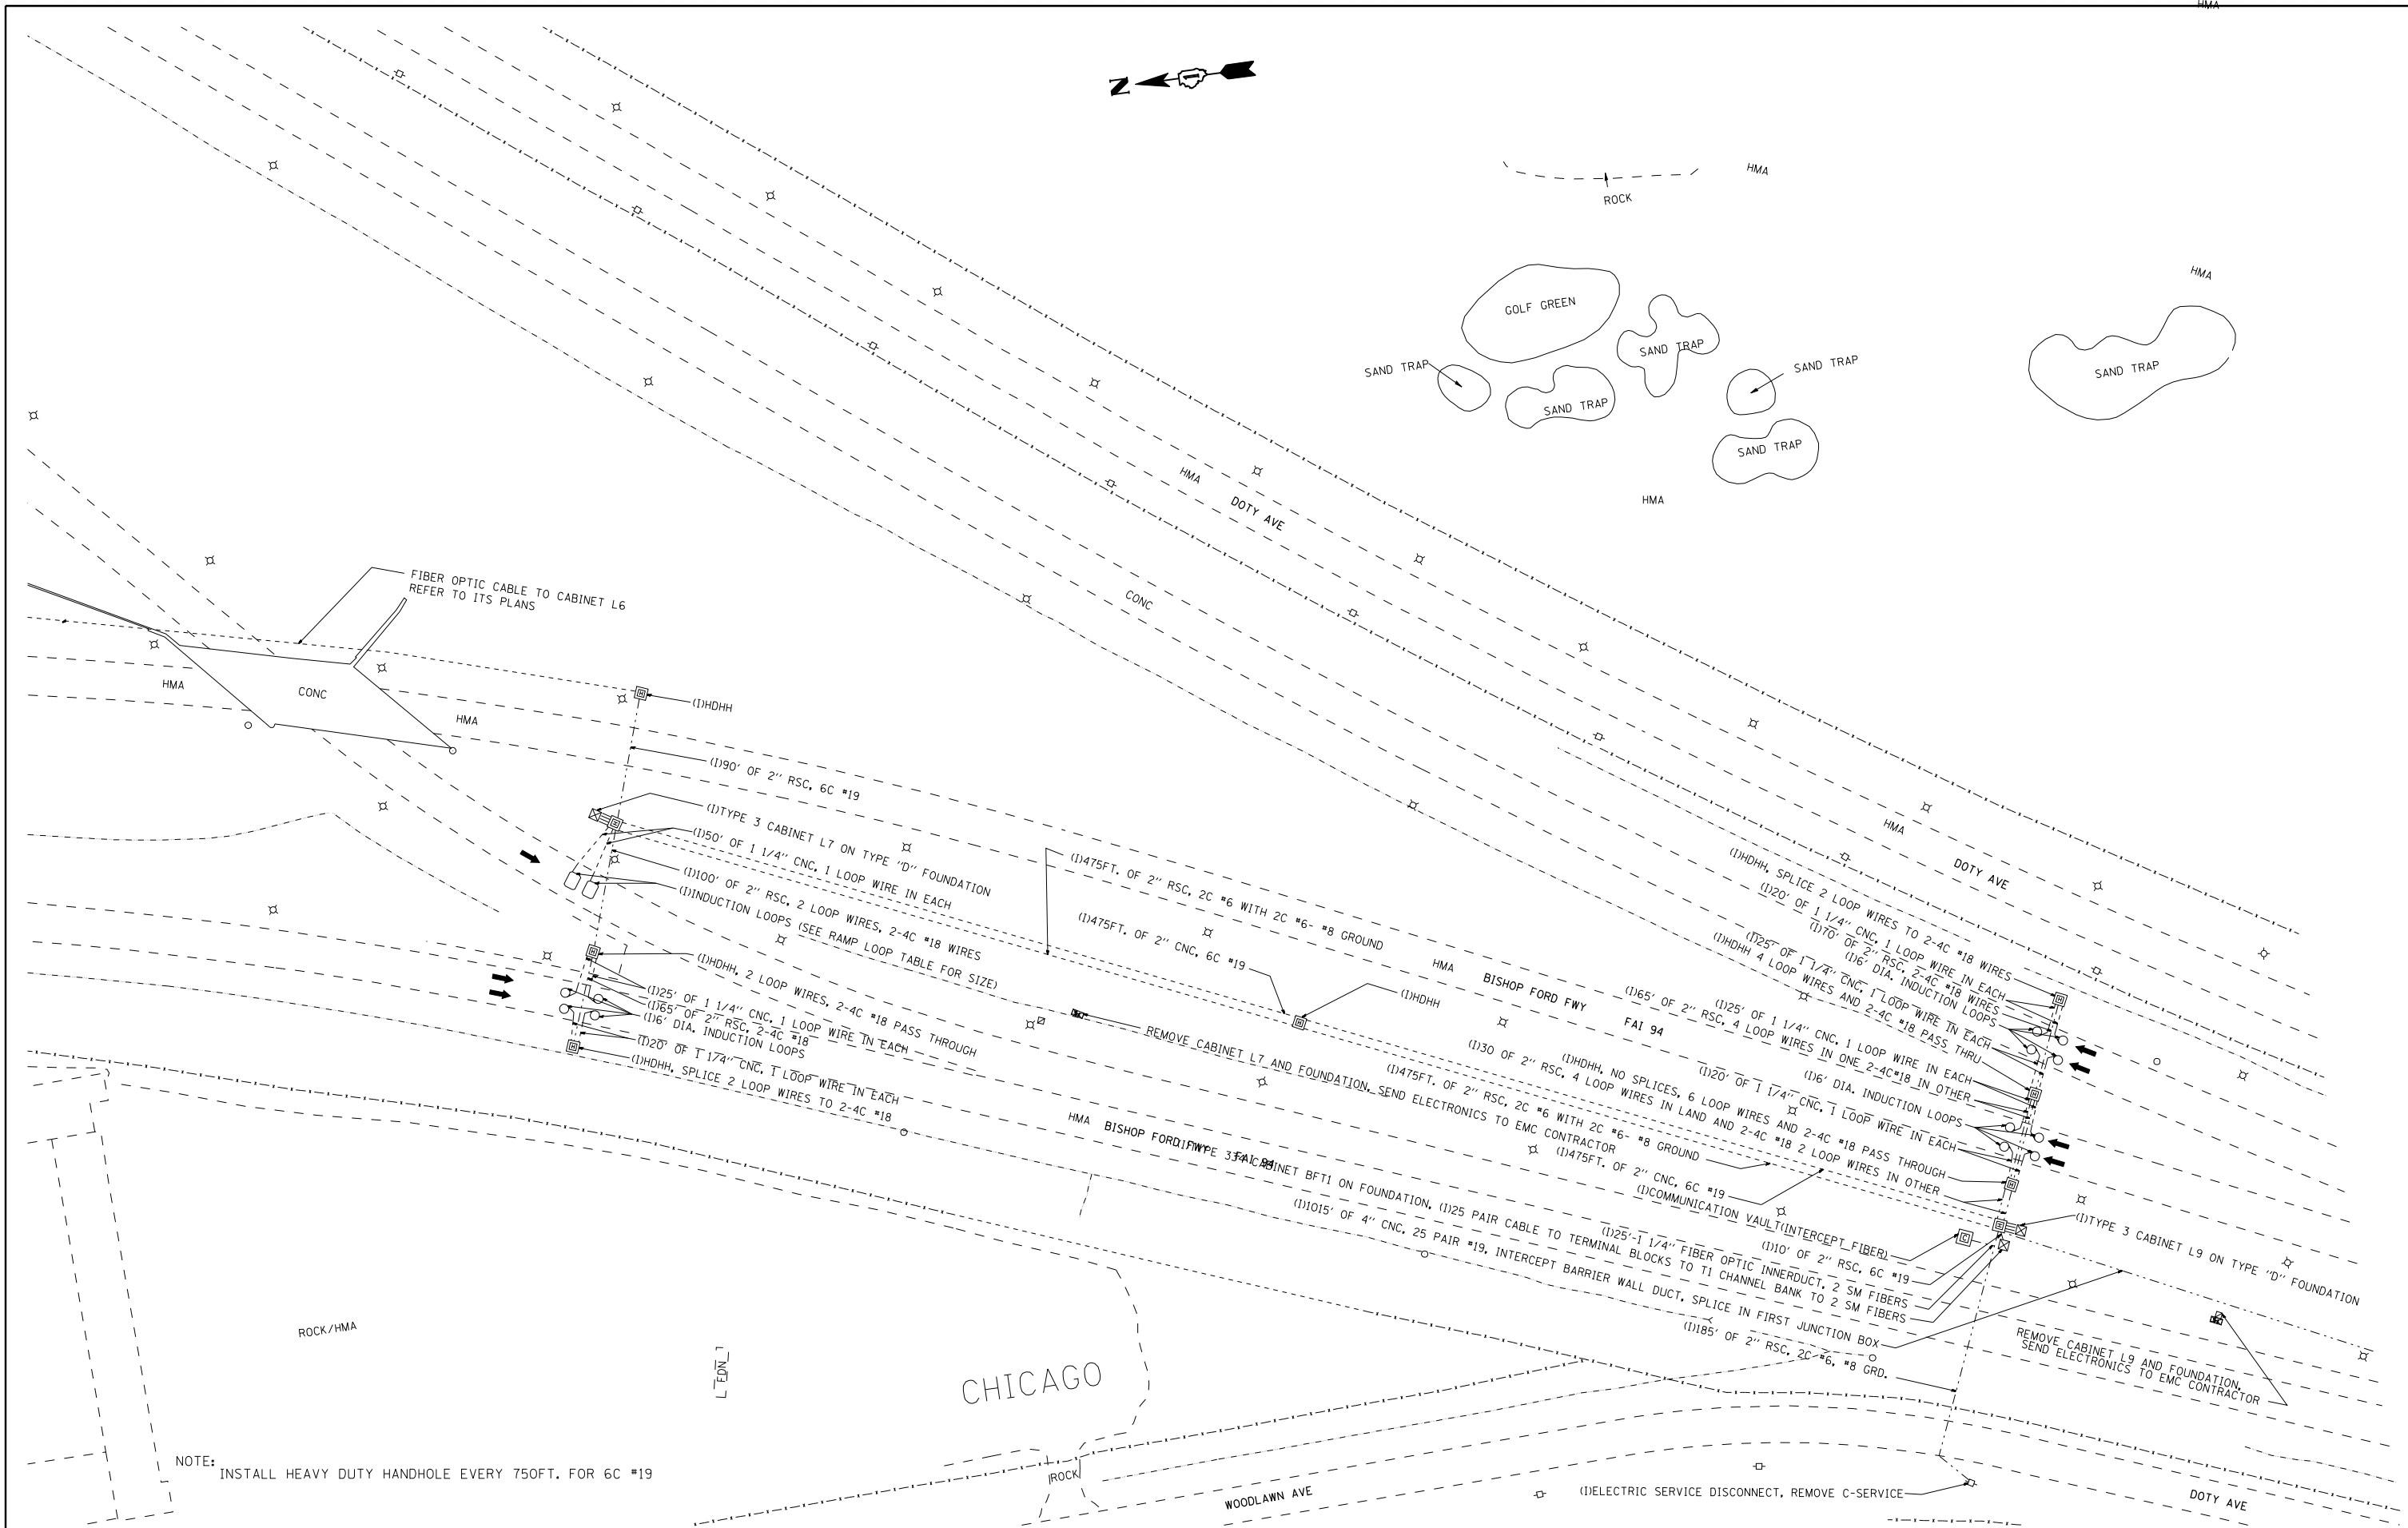 HMA
N
HMA
ROCK
HMA
GOLF GREEN
SAND TRAP
SAND TRAP
SAND TRAP
SAND TRAP
SAND TRAP
SAND TRAP
HMA
HMA
DOTY AVE
CONC
FIBER OPTIC CABLE TO CABINET L6
REFER TO ITS PLANS
HMA
CONC
HMA
(I)HDHH
(I)90' OF 2'' RSC, 6C #19
(I)TYPE 3 CABINET L7 ON TYPE "D" FOUNDATION
(I)50' OF 1 1/4'' CNC, 1 LOOP WIRE IN EACH
(I)100' OF 2'' RSC, 2 LOOP WIRES, 2-4C #18 WIRES
(I)INDUCTION LOOPS (SEE RAMP LOOP TABLE FOR SIZE)
(I)HDHH, 2 LOOP WIRES, 2-4C #18 PASS THROUGH
(I)25' OF 1 1/4'' CNC, 1 LOOP WIRE IN EACH
(I)65' OF 2'' RSC, 2-4C #18
(I)6' DIA. INDUCTION LOOPS
(I)20' OF 1 1/4'' CNC, 1 LOOP WIRE IN EACH
(I)HDHH, SPLICE 2 LOOP WIRES TO 2-4C #18
(I)475FT. OF 2'' RSC, 2C #6 WITH 2C #6- #8 GROUND
(I)475FT. OF 2'' CNC, 6C #19
(I)HDHH
HMA
BISHOP FORD FWY
FAI 94
REMOVE CABINET L7 AND FOUNDATION, SEND ELECTRONICS TO EMC CONTRACTOR
HMA
DOTY AVE
(I)HDHH, SPLICE 2 LOOP WIRES TO 2-4C #18 WIRES
(I)20' OF 1 1/4'' CNC, 1 LOOP WIRE IN EACH
(I)70' OF 2'' RSC, 2-4C #18 WIRES
(I)6' DIA. INDUCTION LOOPS
(I)25' OF 1 1/4'' CNC, 1 LOOP WIRE IN EACH
(I)HDHH 4 LOOP WIRES AND 2-4C #18 PASS THRU
(I)25' OF 1 1/4'' CNC, 1 LOOP WIRE IN EACH
(I)65' OF 2'' RSC, 4 LOOP WIRES IN ONE 2-4C#18 IN OTHER
(I)6' DIA. INDUCTION LOOPS
(I)20' OF 1 1/4'' CNC, 1 LOOP WIRE IN EACH
(I)HDHH, NO SPLICES, 6 LOOP WIRES AND 2-4C #18 PASS THROUGH
(I)30 OF 2'' RSC, 4 LOOP WIRES IN LAND AND 2-4C #18 2 LOOP WIRES IN OTHER
(I)475FT. OF 2'' RSC, 2C #6 WITH 2C #6- #8 GROUND
(I)475FT. OF 2'' CNC, 6C #19
(I)COMMUNICATION VAULT(INTERCEPT FIBER)
(I)10' OF 2'' RSC, 6C #19
(I)25'-1 1/4'' FIBER OPTIC INNERDUCT, 2 SM FIBERS
HMA
BISHOP FORD FWY
FAI 94
(I)TYPE 334 CABINET BFT1 ON FOUNDATION, (I)25 PAIR CABLE TO TERMINAL BLOCKS TO T1 CHANNEL BANK TO 2 SM FIBERS
(I)1015' OF 4'' CNC, 25 PAIR #19, INTERCEPT BARRIER WALL DUCT, SPLICE IN FIRST JUNCTION BOX
(I)185' OF 2'' RSC, 2C #6, #8 GRD.
(I)TYPE 3 CABINET L9 ON TYPE "D" FOUNDATION
REMOVE CABINET L9 AND FOUNDATION,
SEND ELECTRONICS TO EMC CONTRACTOR
ROCK/HMA
FDN
CHICAGO
NOTE:
INSTALL HEAVY DUTY HANDHOLE EVERY 750FT. FOR 6C #19
ROCK
WOODLAWN AVE
(I)ELECTRIC SERVICE DISCONNECT, REMOVE C-SERVICE
DOTY AVE